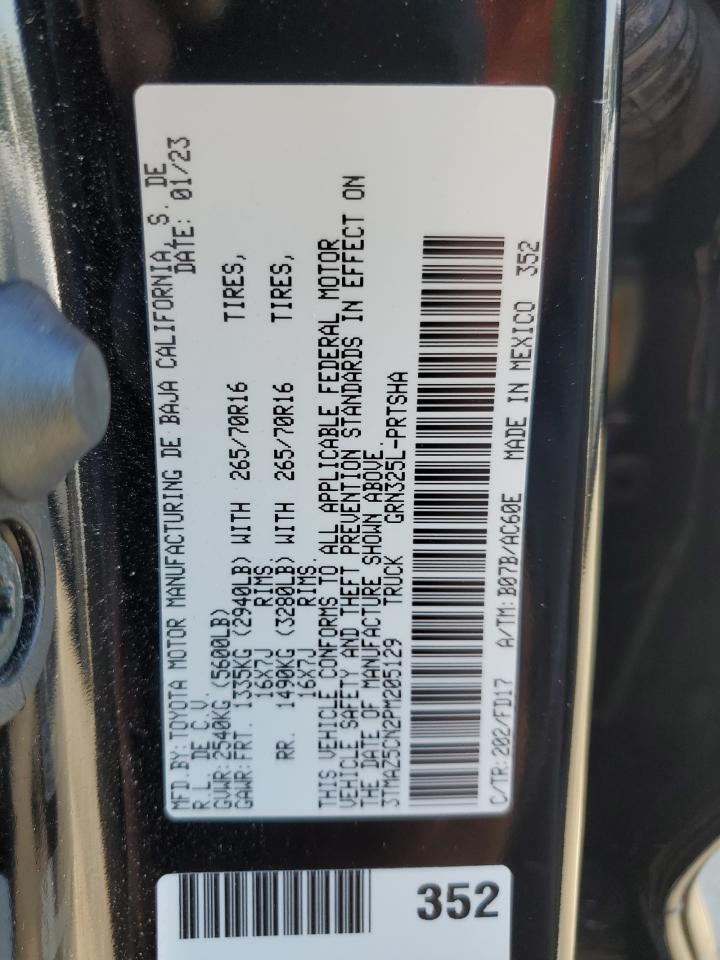 MFD.BY:TOYOTA MOTOR MANUFACTURING DE BAJA CALIFORNIA, S. DE
R.L. DE C.V. DATE: 01/23
GVWR:2540KG(5600LB)
GAWR:FRT. 1335KG(2940LB) WITH 265/70R16 TIRES,
16X7J RIMS.
RR. 1490KG(3280LB) WITH 265/70R16 TIRES,
16X7J RIMS.
THIS VEHICLE CONFORMS TO ALL APPLICABLE FEDERAL MOTOR
VEHICLE SAFETY AND THEFT PREVENTION STANDARDS IN EFFECT ON
THE DATE OF MANUFACTURE SHOWN ABOVE.
3TMAZ5CN2PM205129 TRUCK GRN325L-PRTSHA
C/TR:202/FD17 A/TM:B07B/AC60E MADE IN MEXICO 352
352